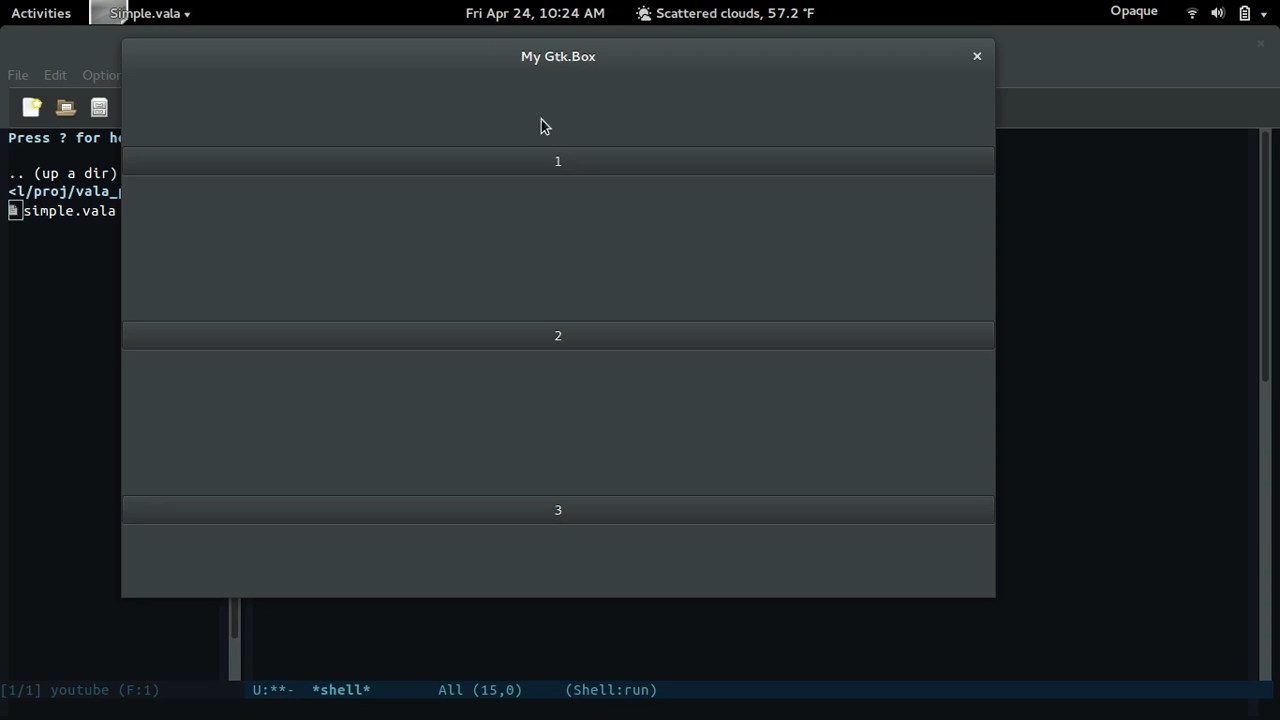 Activities Simple.vala Fri Apr 24, 10:24 AM Scattered clouds, 57.2 °F Opaque
My Gtk.Box
File Edit Option
Press ? for he
1
.. (up a dir)
<l/proj/vala_p
simple.vala
2
3
[1/1] youtube (F:1) U:**- *shell* All (15,0) (Shell:run)